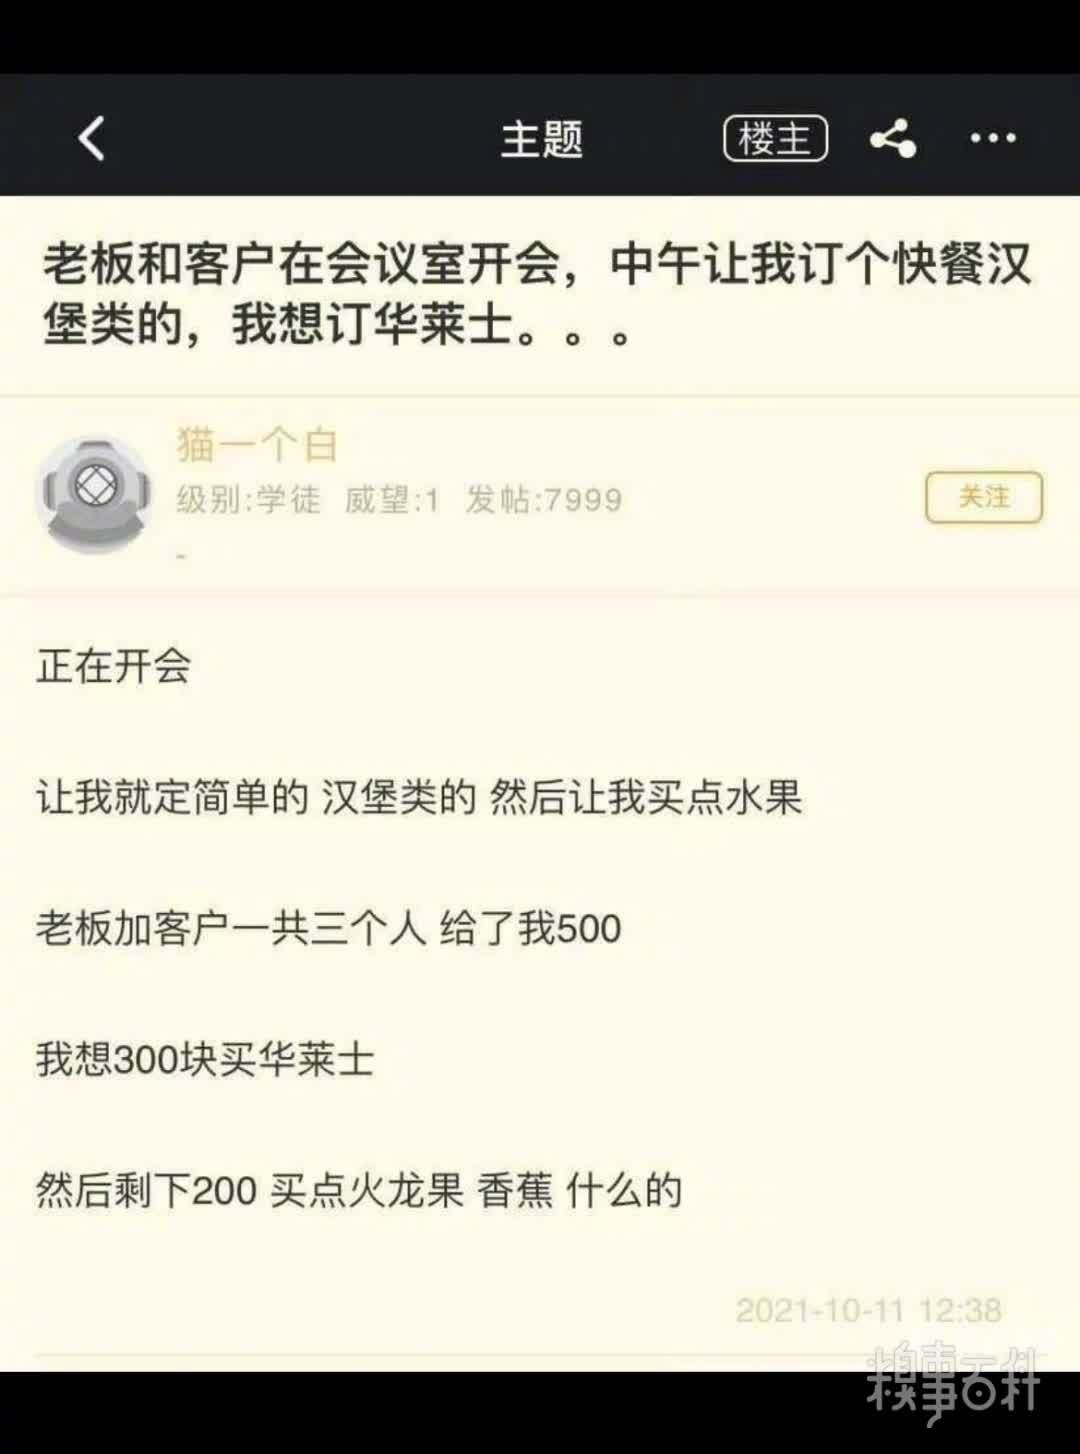 主题
楼主
老板和客户在会议室开会，中午让我订个快餐汉
堡类的，我想订华莱士。。。
猫一个白
级别:学徒 威望:1 发帖:7999
关注
-
正在开会
让我就定简单的 汉堡类的 然后让我买点水果
老板加客户一共三个人 给了我500
我想300块买华莱士
然后剩下200 买点火龙果 香蕉 什么的
2021-10-11 12:38
糗事百科